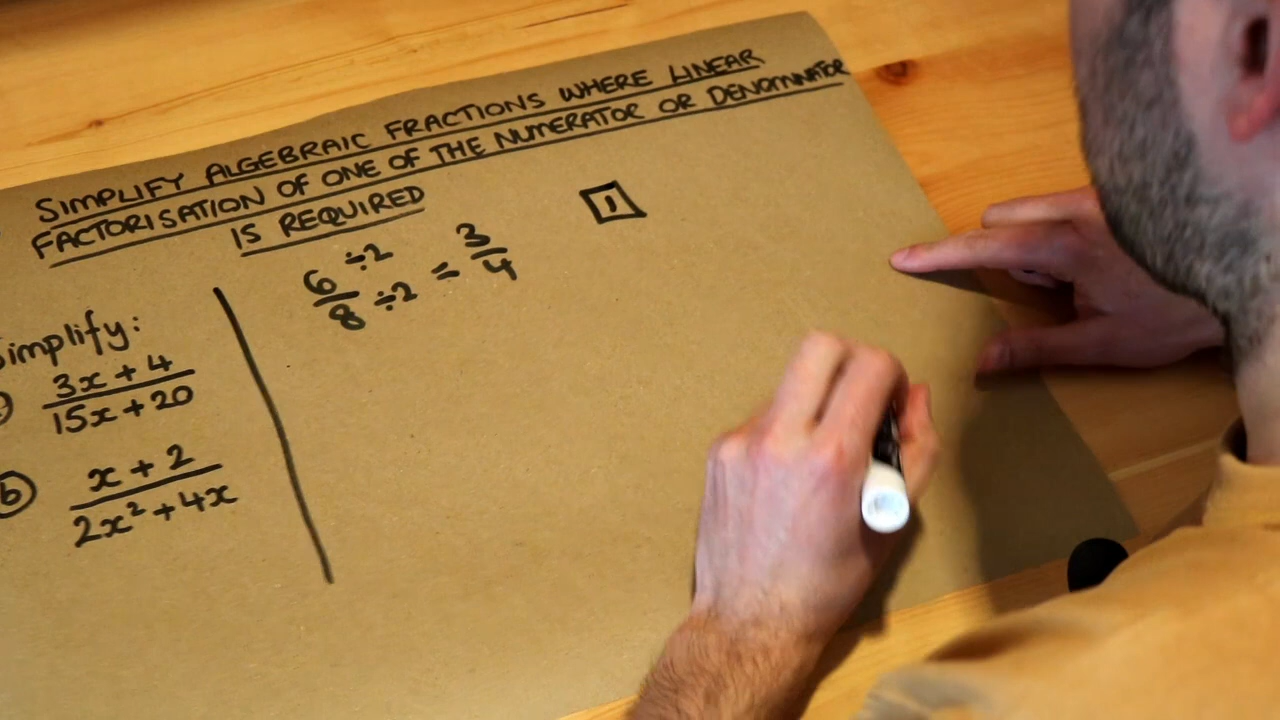 SIMPLIFY ALGEBRAIC FRACTIONS WHERE LINEAR
FACTORISATION OF ONE OF THE NUMERATOR OR DENOMINATOR
IS REQUIRED
6 ÷2 = 3
8 ÷2 4
1
implify:
3x + 4
15x + 20
b
x + 2
2x² + 4x